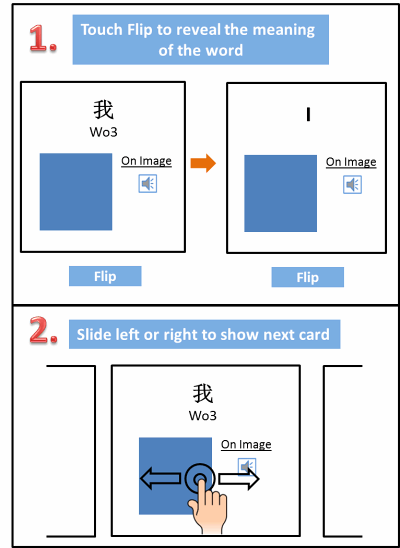 1.
Touch Flip to reveal the meaning
of the word
我
Wo3
On Image
Flip
I
On Image
Flip
2.
Slide left or right to show next card
我
Wo3
On Image